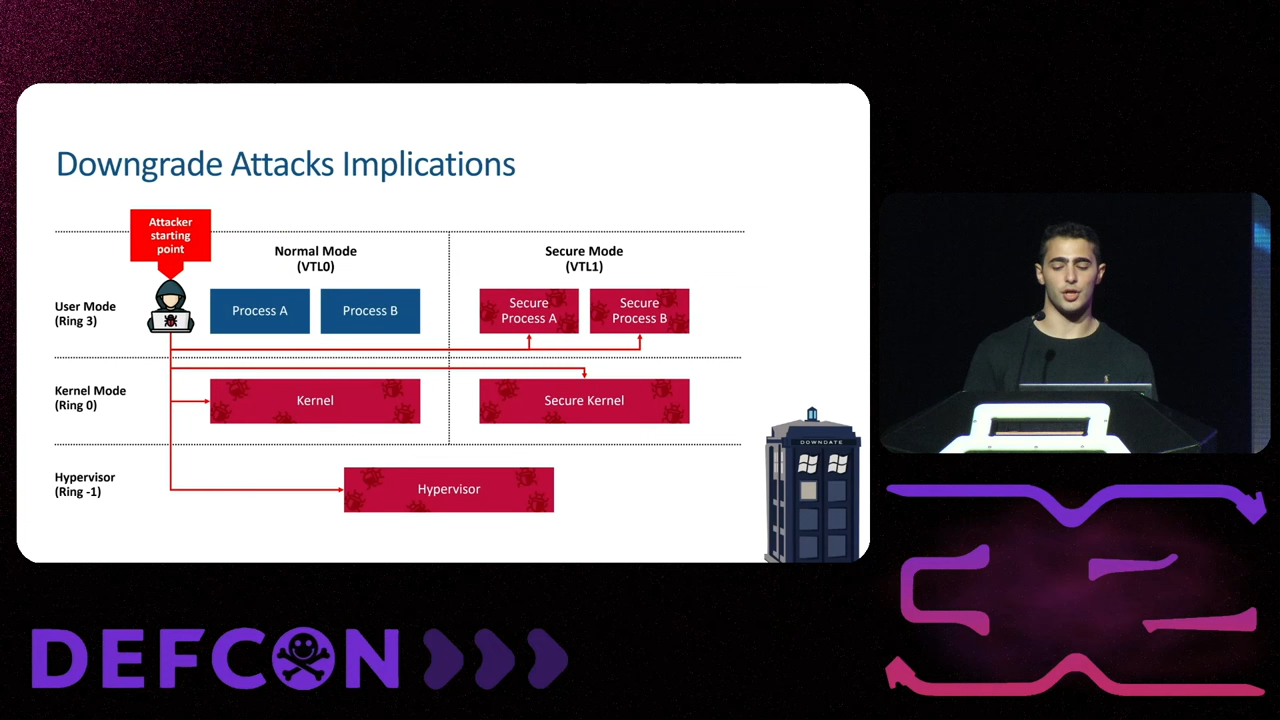 Downgrade Attacks Implications
Attacker
starting
point
Normal Mode
(VTL0)
Secure Mode
(VTL1)
User Mode
(Ring 3)
Process A
Process B
Secure
Process A
Secure
Process B
Kernel Mode
(Ring 0)
Kernel
Secure Kernel
DOWNDATE
Hypervisor
(Ring -1)
Hypervisor
DEFCON